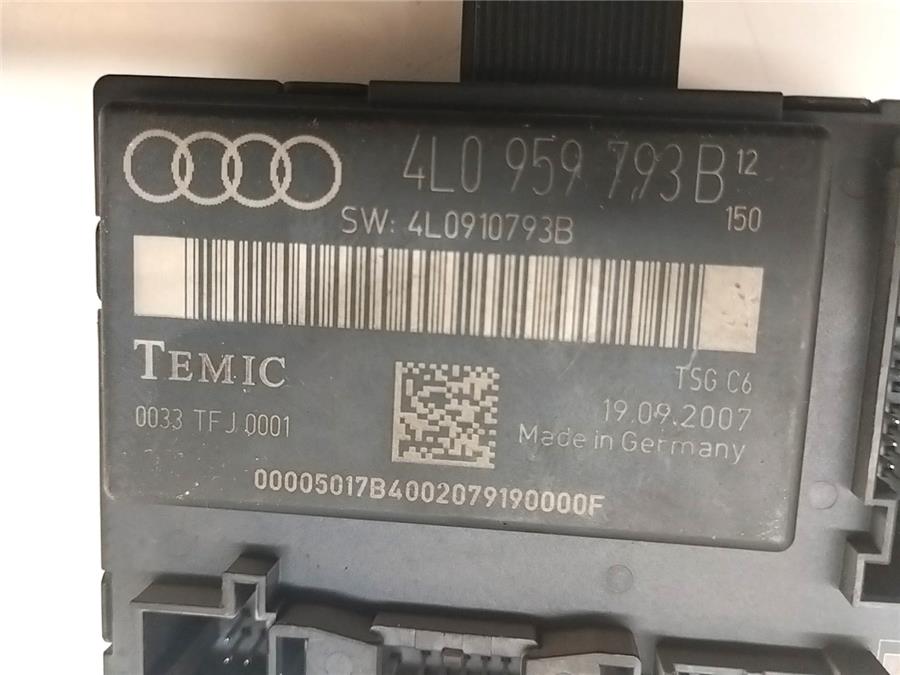 4L0 959 793 B 12
SW: 4L0910793B 150
TEMIC
TSG C6
0033 TFJ 0001
19.09.2007
Made in Germany
00005017B4002079190000F